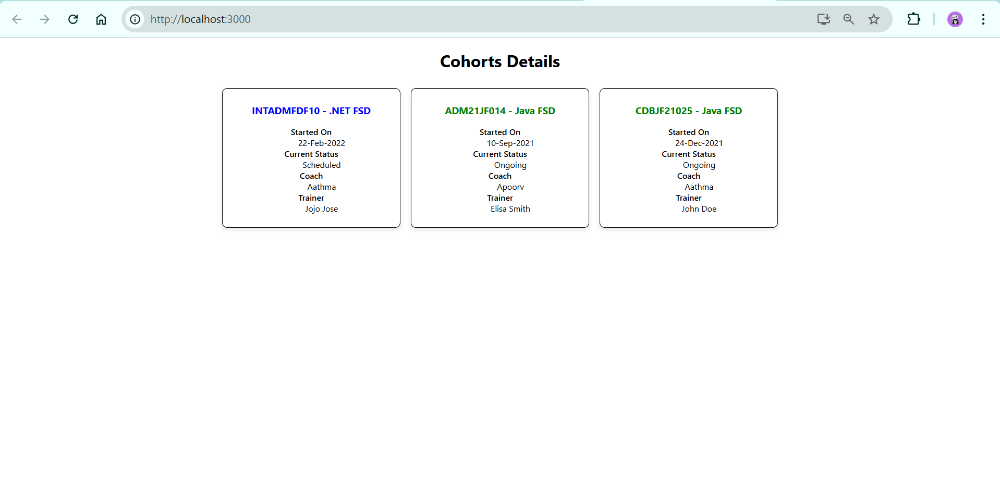 http://localhost:3000
Cohorts Details
INTADMFDF10 - .NET FSD
Started On
22-Feb-2022
Current Status
Scheduled
Coach
Aathma
Trainer
Jojo Jose
ADM21JF014 - Java FSD
Started On
10-Sep-2021
Current Status
Ongoing
Coach
Apoorv
Trainer
Elisa Smith
CDBJF21025 - Java FSD
Started On
24-Dec-2021
Current Status
Ongoing
Coach
Aathma
Trainer
John Doe